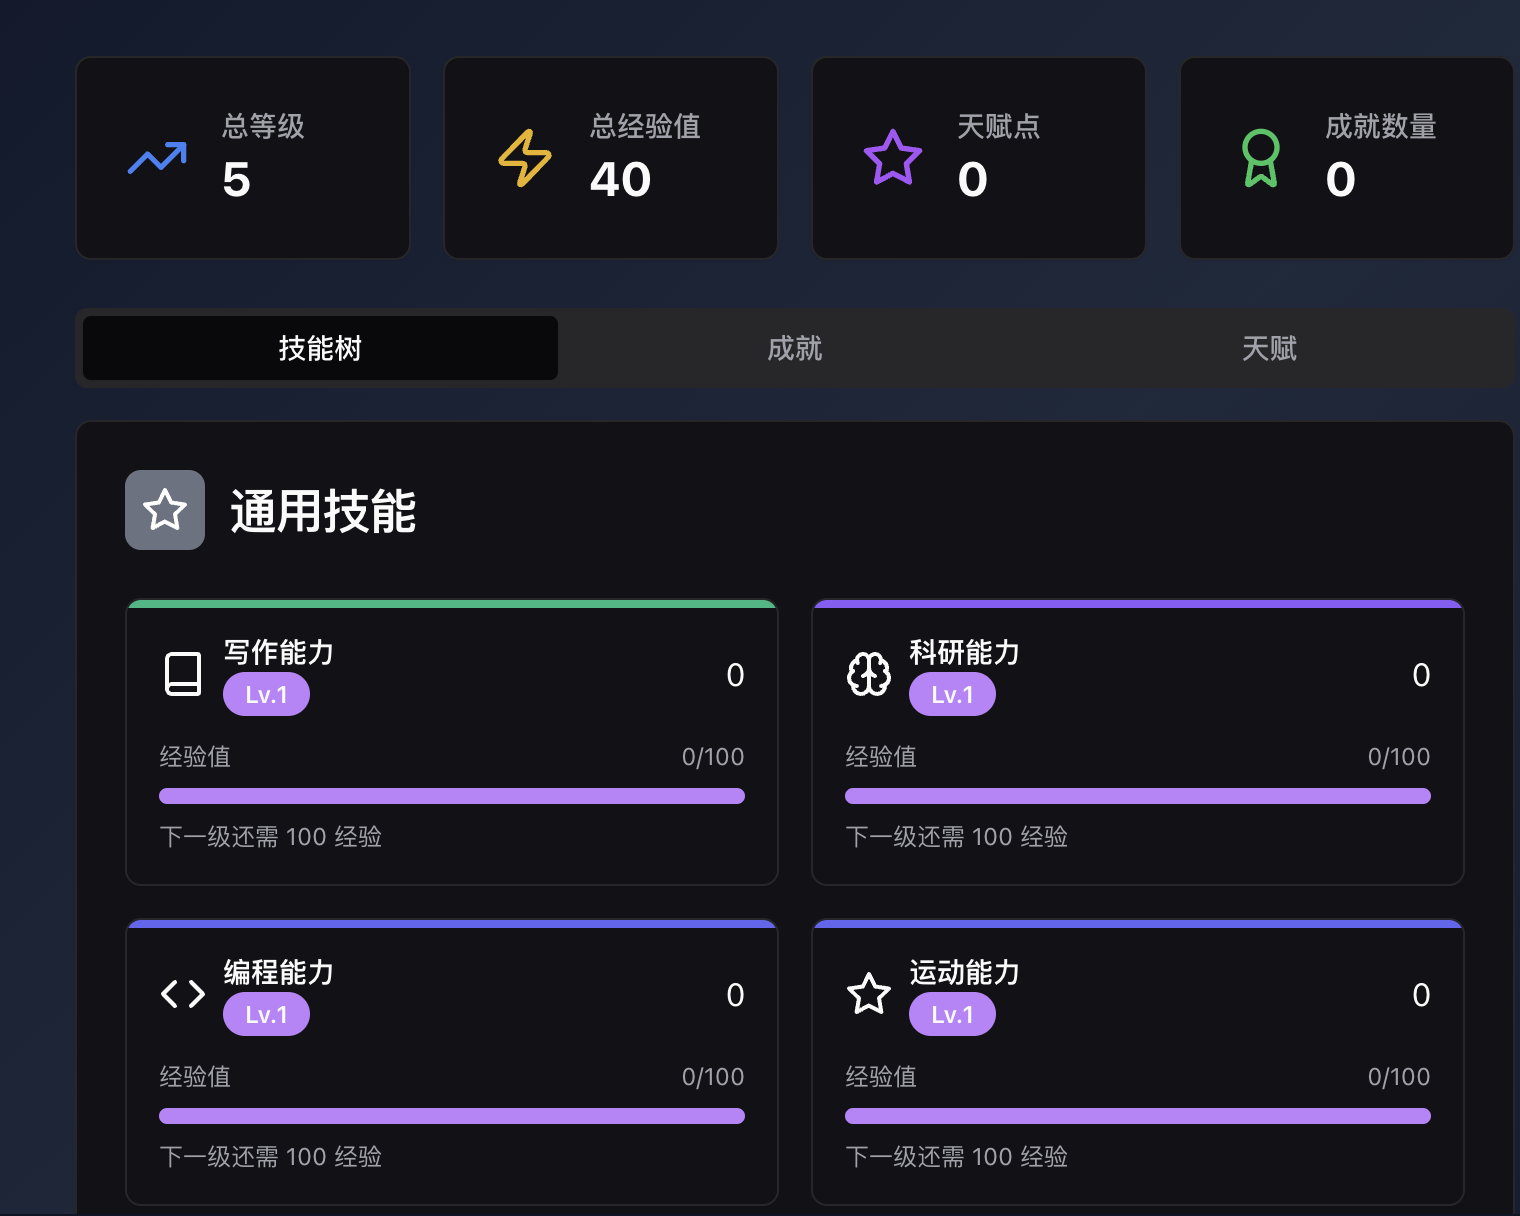 总等级
5
总经验值
40
天赋点
0
成就数量
0
技能树
成就
天赋
通用技能
写作能力
Lv.1
0
经验值
0/100
下一级还需 100 经验
科研能力
Lv.1
0
经验值
0/100
下一级还需 100 经验
编程能力
Lv.1
0
经验值
0/100
下一级还需 100 经验
运动能力
Lv.1
0
经验值
0/100
下一级还需 100 经验